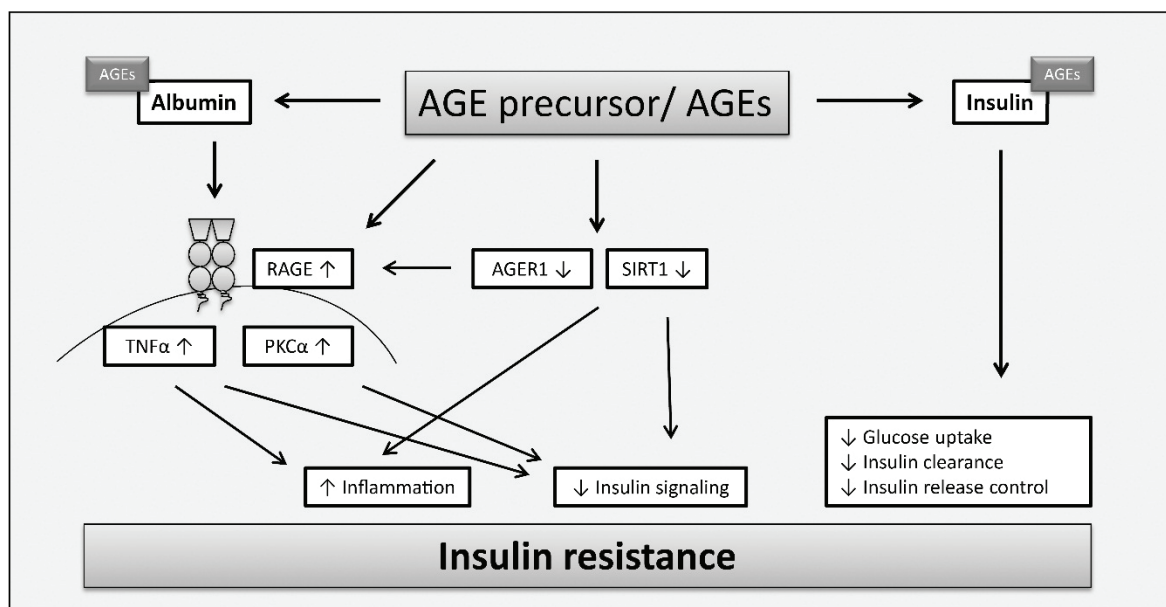 AGEs
Albumin
AGE precursor/ AGEs
AGEs
Insulin
RAGE ↑
AGER1 ↓
SIRT1 ↓
TNFα ↑
PKCα ↑
↑ Inflammation
↓ Insulin signaling
↓ Glucose uptake
↓ Insulin clearance
↓ Insulin release control
Insulin resistance